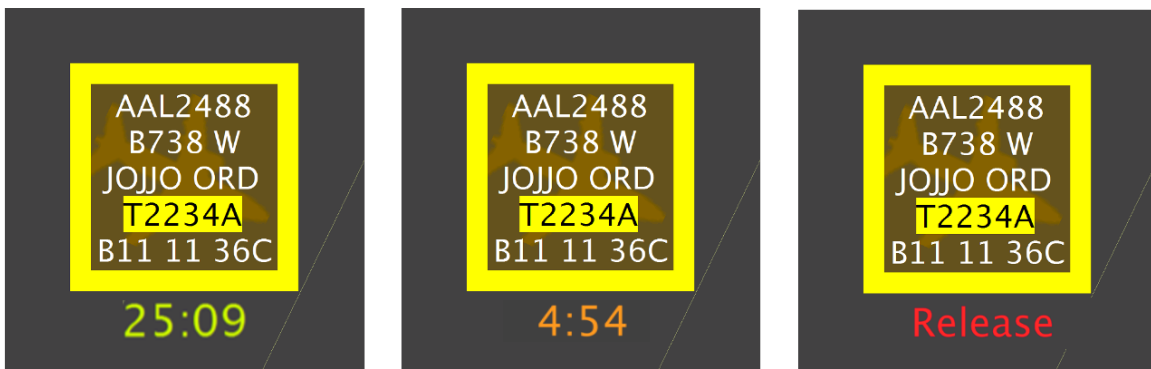 AAL2488
B738 W
JOJJO ORD
T2234A
B11 11 36C
25:09
AAL2488
B738 W
JOJJO ORD
T2234A
B11 11 36C
4:54
AAL2488
B738 W
JOJJO ORD
T2234A
B11 11 36C
Release